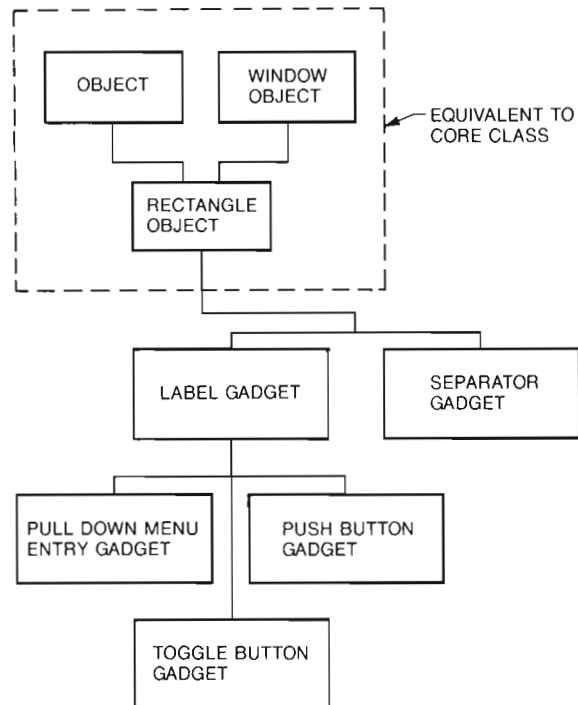 OBJECT
WINDOW
OBJECT
EQUIVALENT TO
CORE CLASS
RECTANGLE
OBJECT
LABEL GADGET
SEPARATOR
GADGET
PULL DOWN MENU
ENTRY GADGET
PUSH BUTTON
GADGET
TOGGLE BUTTON
GADGET